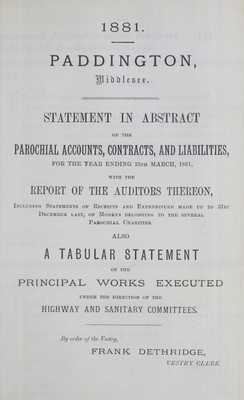 1881.
PADDINGTON,
Middlesex.
STATEMENT IN ABSTRACT
OF THE
PAROCHIAL ACCOUNTS, CONTRACTS, AND LIABILITIES,
FOR THE YEAR ENDING 25TH MARCH, 1881,
WITH THE
REPORT OF THE AUDITORS THEREON,
INCLUDING STATEMENTS OF RECEIPTS AND EXPENDITURE MADE UP TO 31ST
DECEMBER LAST, OF MONEYS BELONGING TO THE SEVERAL
PAROCHIAL CHARITIES.
ALSO
A TABULAR STATEMENT
OF THE
PRINCIPAL WORKS EXECUTED
UNDER THE DIRECTION OF THE
HIGHWAY AND SANITARY COMMITTEES.
By order of the Vestry,
FRANK DETHRIDGE,
VESTRY CLERK.